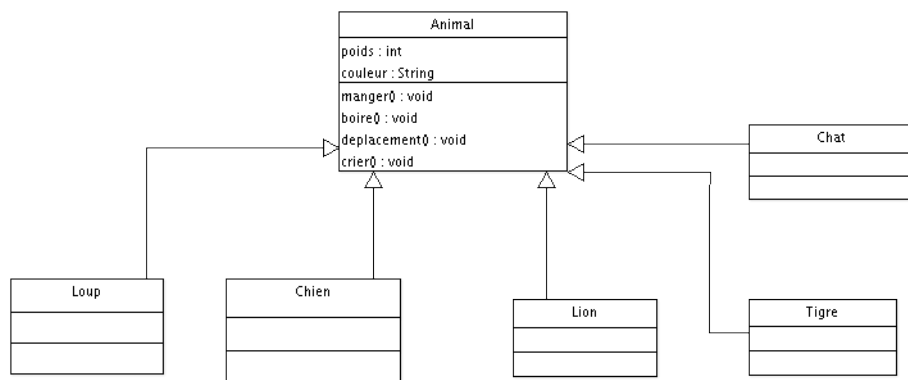 Animal
poids : int
couleur : String
manger() : void
boire() : void
deplacement() : void
crier() : void
Chat
Loup
Chien
Lion
Tigre